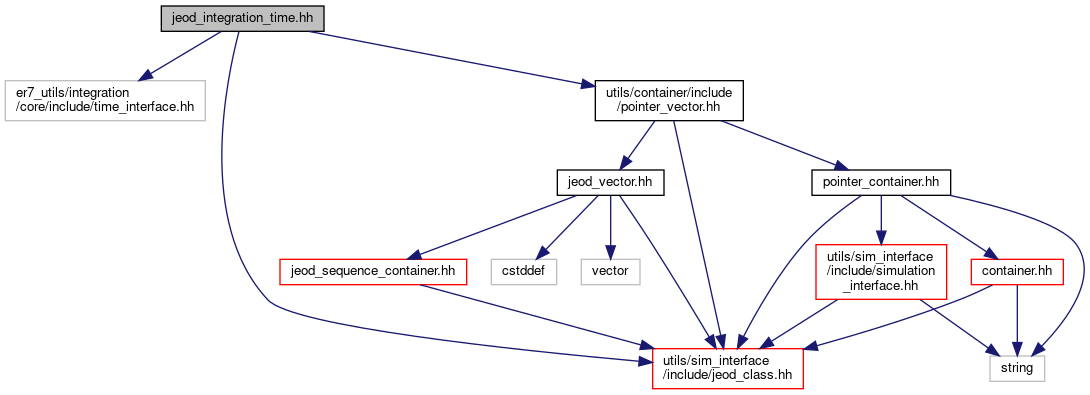 jeod_integration_time.hh
er7_utils/integration
/core/include/time_interface.hh
utils/container/include
/pointer_vector.hh
jeod_vector.hh
pointer_container.hh
jeod_sequence_container.hh
cstddef
vector
utils/sim_interface
/include/simulation
_interface.hh
container.hh
utils/sim_interface
/include/jeod_class.hh
string